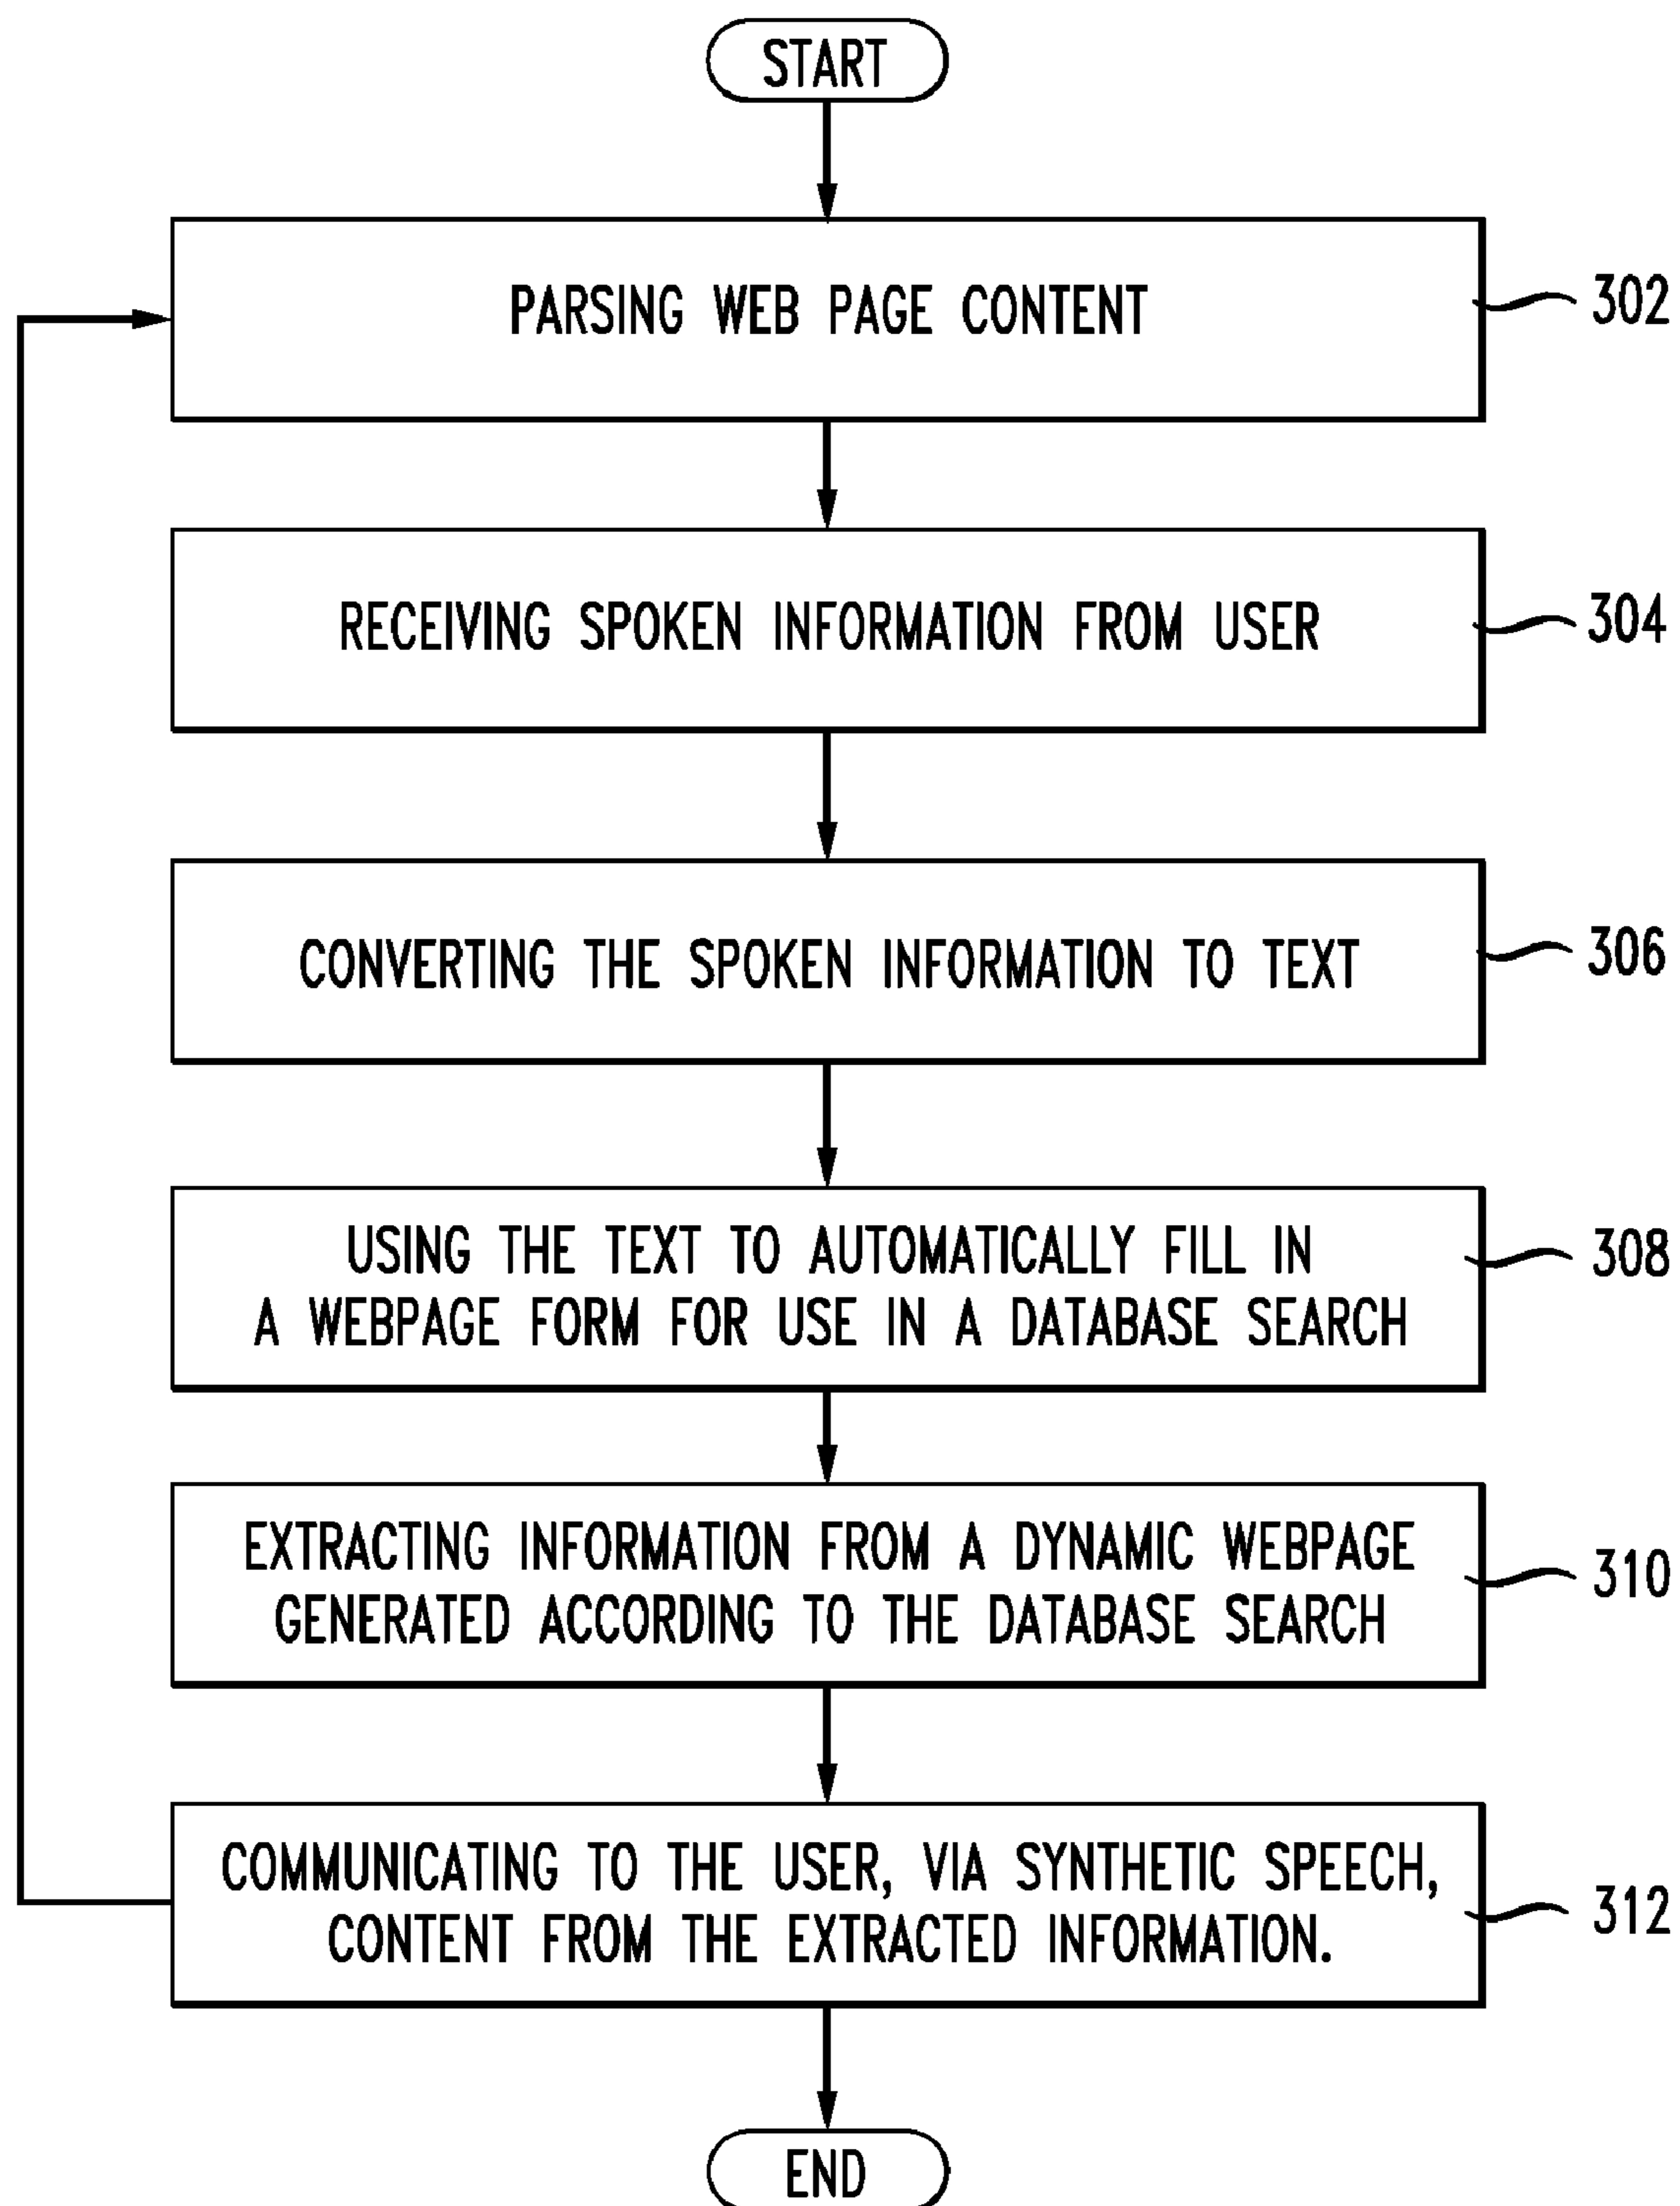 START
PARSING WEB PAGE CONTENT
302
RECEIVING SPOKEN INFORMATION FROM USER
304
CONVERTING THE SPOKEN INFORMATION TO TEXT
306
USING THE TEXT TO AUTOMATICALLY FILL IN
A WEBPAGE FORM FOR USE IN A DATABASE SEARCH
308
EXTRACTING INFORMATION FROM A DYNAMIC WEBPAGE
GENERATED ACCORDING TO THE DATABASE SEARCH
310
COMMUNICATING TO THE USER, VIA SYNTHETIC SPEECH,
CONTENT FROM THE EXTRACTED INFORMATION.
312
END